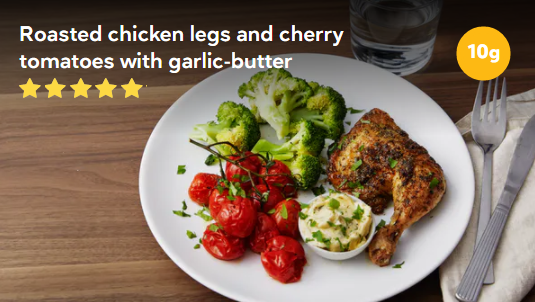 Roasted chicken legs and cherry
tomatoes with garlic-butter
10g